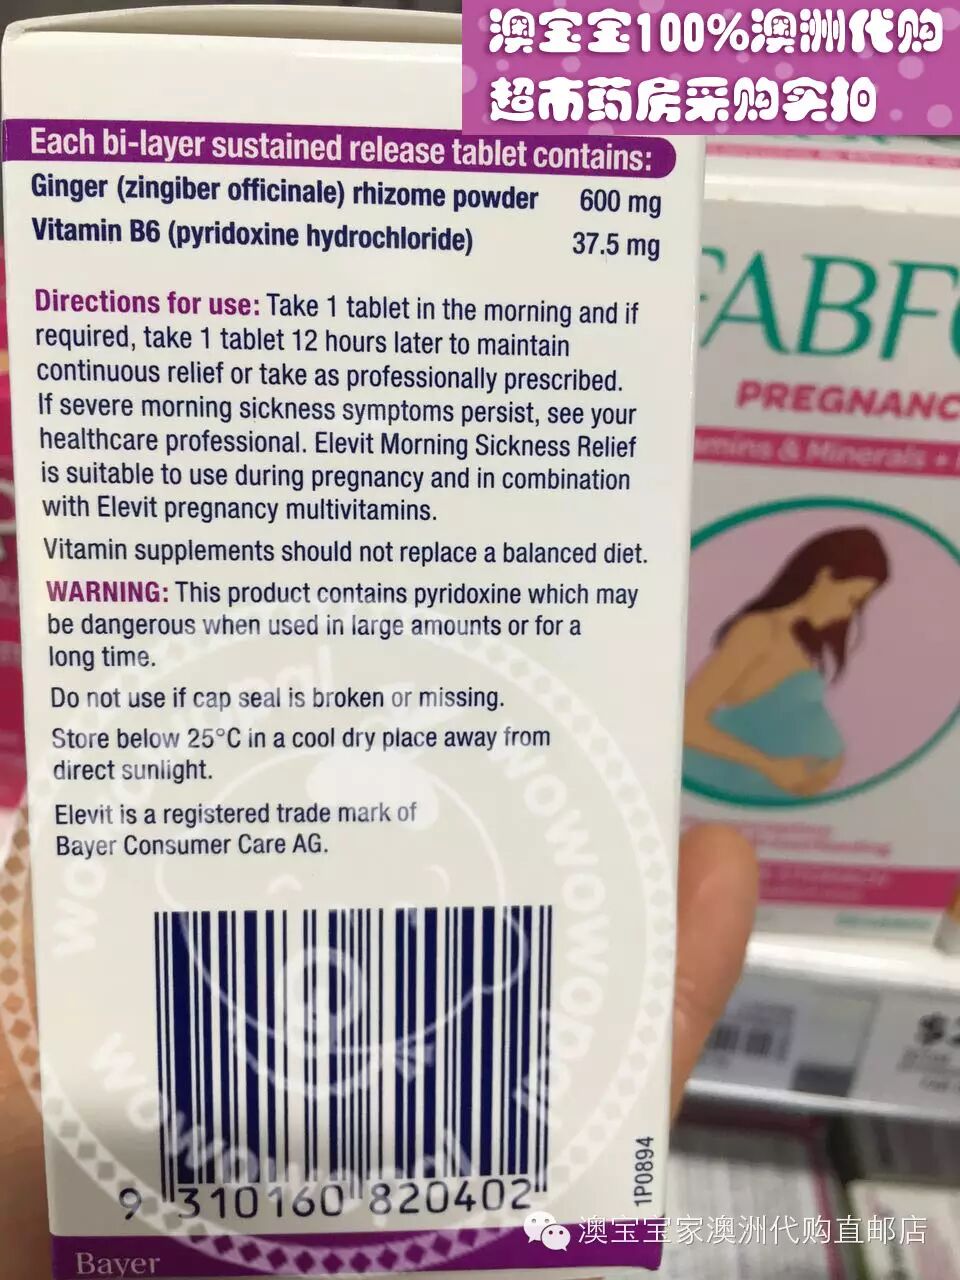 澳宝宝100%澳洲代购
超市药房采购实拍
Each bi-layer sustained release tablet contains:
Ginger (zingiber officinale) rhizome powder 600 mg
Vitamin B6 (pyridoxine hydrochloride) 37.5 mg
Directions for use: Take 1 tablet in the morning and if
required, take 1 tablet 12 hours later to maintain
continuous relief or take as professionally prescribed.
If severe morning sickness symptoms persist, see your
healthcare professional. Elevit Morning Sickness Relief
is suitable to use during pregnancy and in combination
with Elevit pregnancy multivitamins.
Vitamin supplements should not replace a balanced diet.
WARNING: This product contains pyridoxine which may
be dangerous when used in large amounts or for a
long time.
Do not use if cap seal is broken or missing.
Store below 25°C in a cool dry place away from
direct sunlight.
Elevit is a registered trade mark of
Bayer Consumer Care AG.
9 310160 820402
1P0894
Bayer
FABFO
PREGNANC
mins & Minerals +
澳宝宝家澳洲代购直邮店